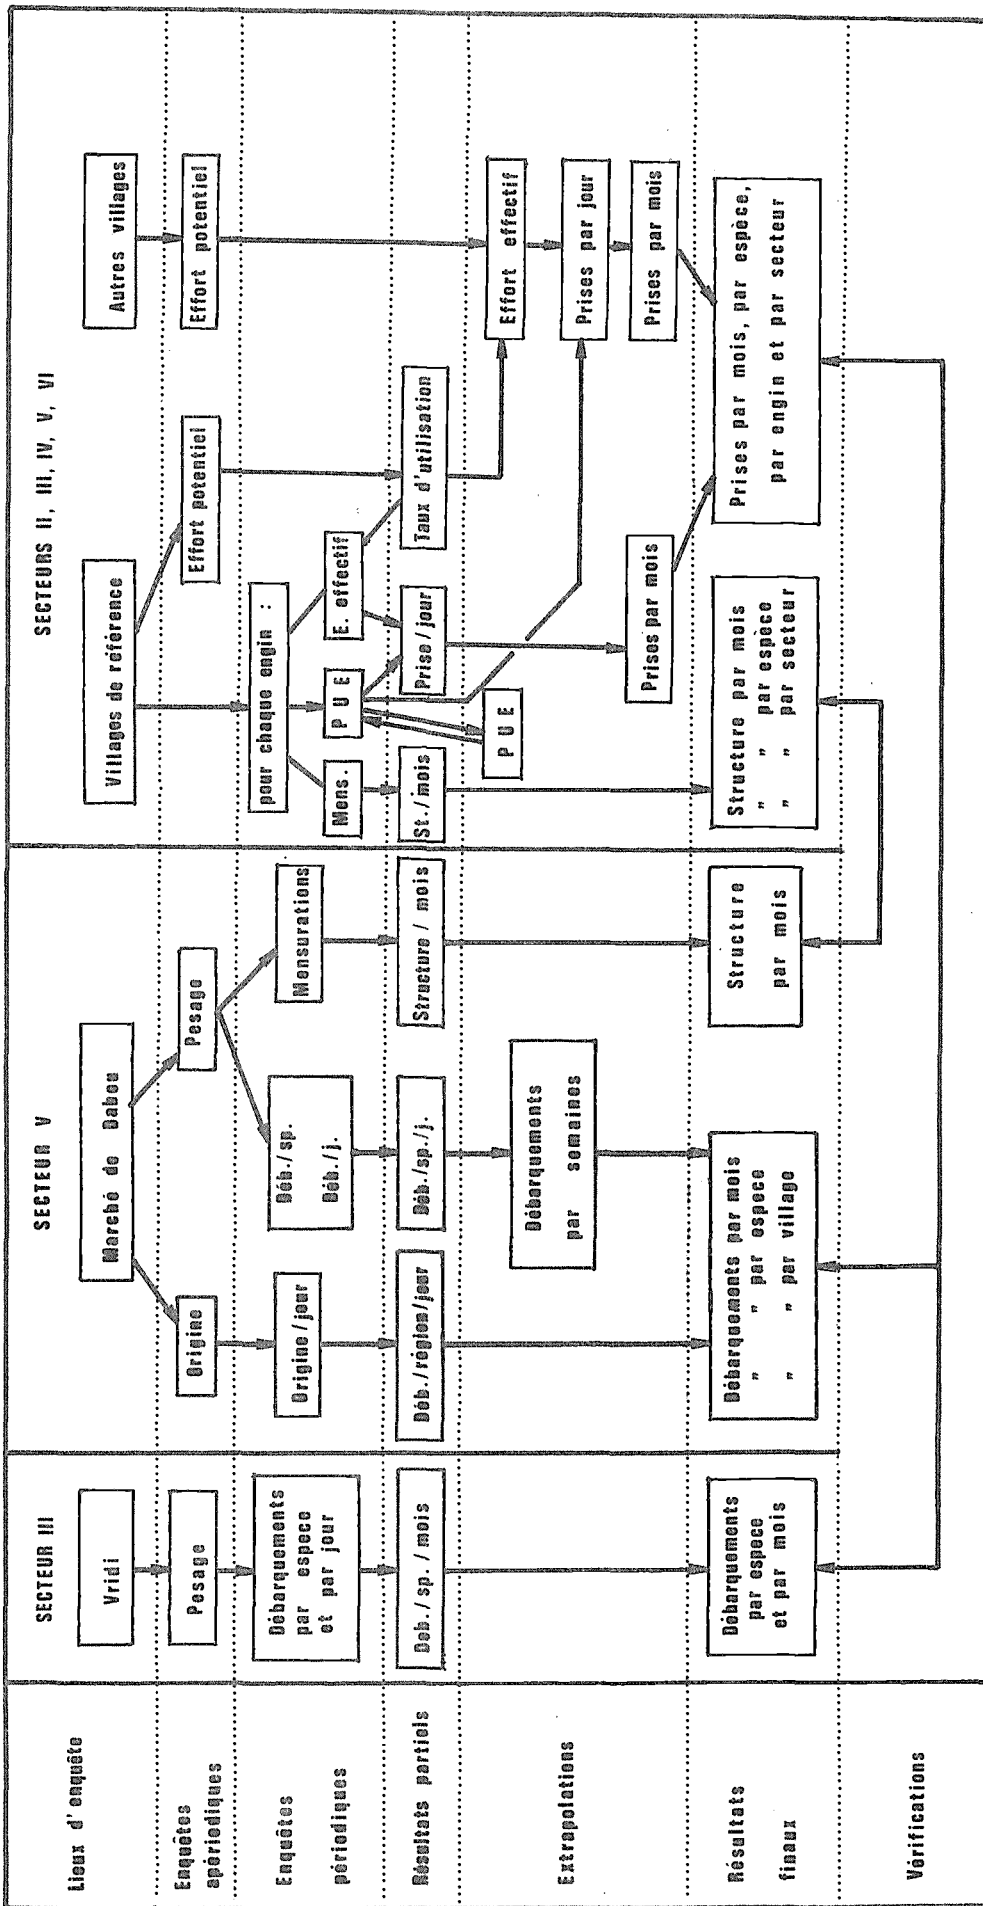 SECTEUR III
SECTEUR V
SECTEURS II, III, IV, V, VI
Lieux d'enquête
Vridi
Marché de Dabou
Villages de référence
Autres villages
Enquêtes
apériodiques
Pesage
Origine
Pesage
Effort potentiel
Effort potentiel
Enquêtes
périodiques
Débarquements
par espece
et par jour
Origine/jour
Déb./sp.
Déb./j.
Mensurations
pour chaque engin :
Mens.
P U E
E. effectif
Résultats partiels
Deb./sp./mois
Déb./région/jour
Déb./sp./j.
Structure/mois
St./mois
Prise/jour
Taux d'utilisation
Extrapolations
Débarquements
par semaines
P U E
Effort effectif
Prises par jour
Prises par mois
Prises par mois
Résultats
finaux
Débarquements
par espece
et par mois
Débarquements par mois
" " par espece
" " par village
Structure
par mois
Structure par mois
" " par espèce
" " par secteur
Prises par mois, par espèce,
par engin et par secteur
Vérifications